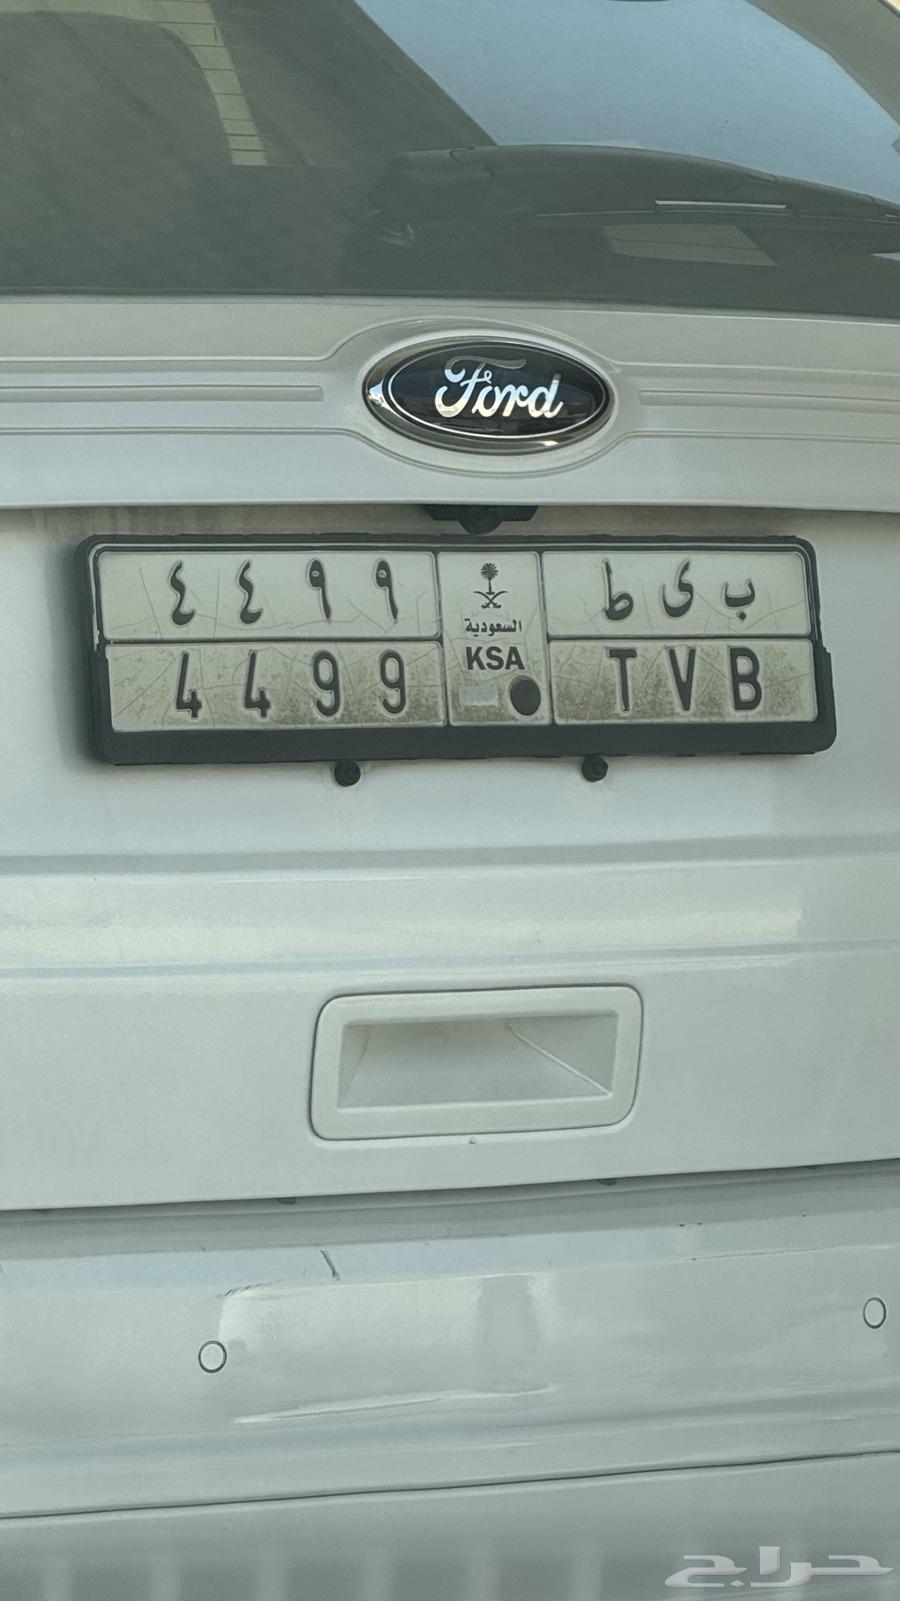 Ford
٤٤٩٩
السعودية
ب ى ط
4499
KSA
TVB
حراج